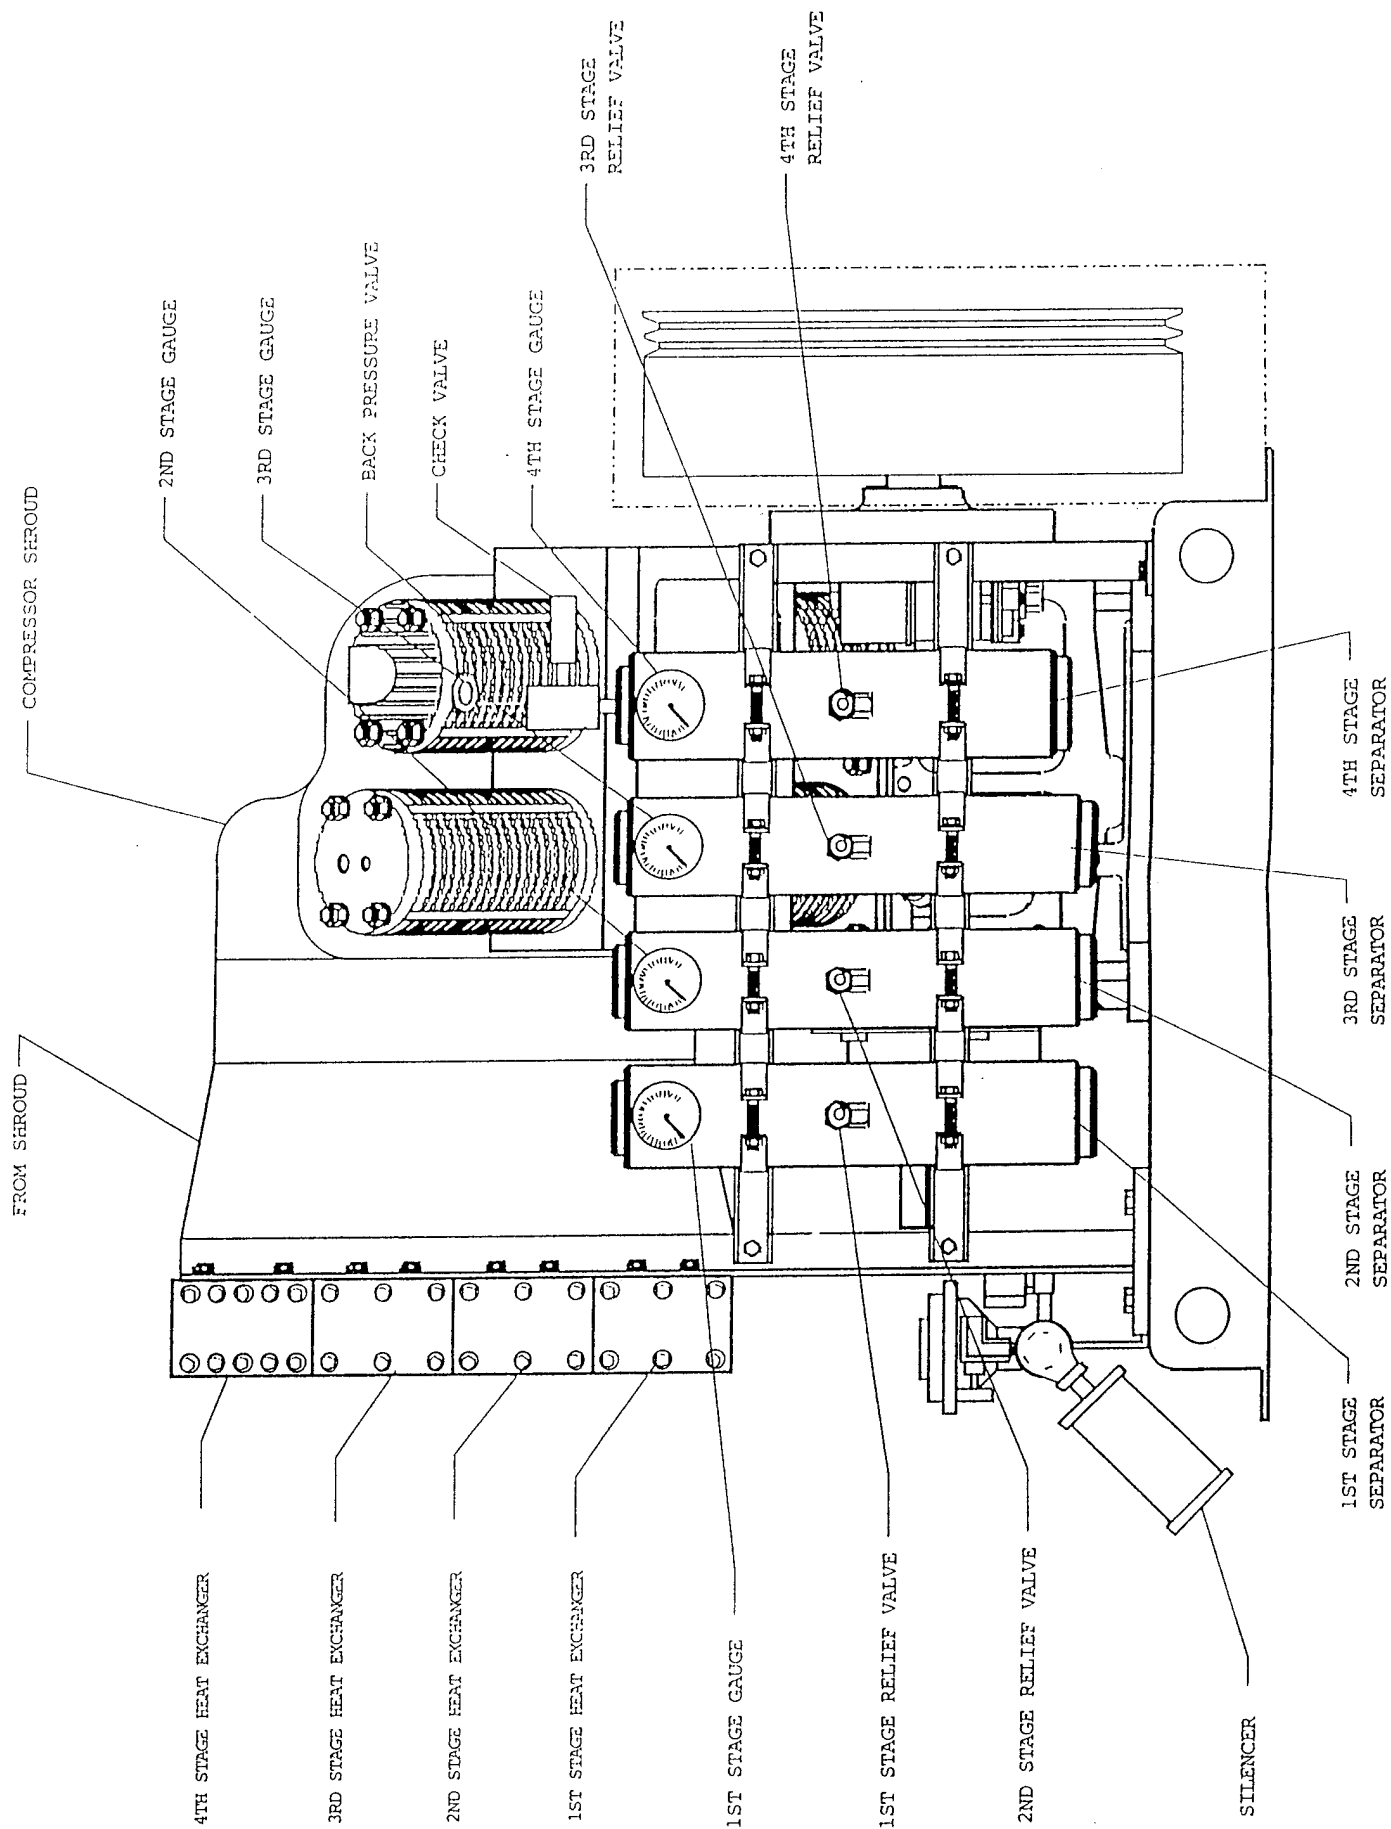 FROM SHROUD
COMPRESSOR SHROUD
2ND STAGE GAUGE
3RD STAGE GAUGE
BACK PRESSURE VALVE
CHECK VALVE
4TH STAGE GAUGE
3RD STAGE
RELIEF VALVE
4TH STAGE
RELIEF VALVE
4TH STAGE HEAT EXCHANGER
3RD STAGE HEAT EXCHANGER
2ND STAGE HEAT EXCHANGER
1ST STAGE HEAT EXCHANGER
1ST STAGE GAUGE
1ST STAGE RELIEF VALVE
2ND STAGE RELIEF VALVE
SILENCER
1ST STAGE
SEPARATOR
2ND STAGE
SEPARATOR
3RD STAGE
SEPARATOR
4TH STAGE
SEPARATOR